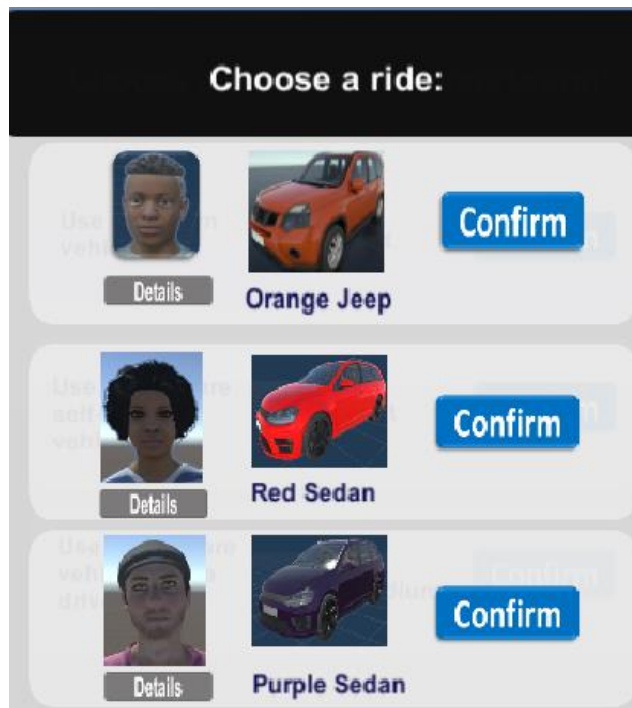 Choose a ride:
Confirm
Details
Orange Jeep
Confirm
Details
Red Sedan
Confirm
Details
Purple Sedan